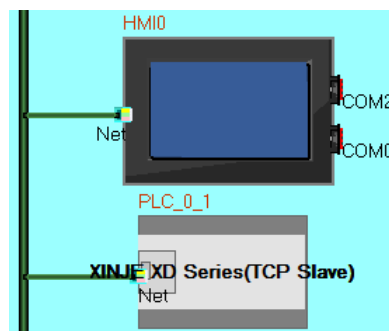 HMI0
COM2
Net
COM0
PLC_0_1
XINJE XD Series(TCP Slave)
Net